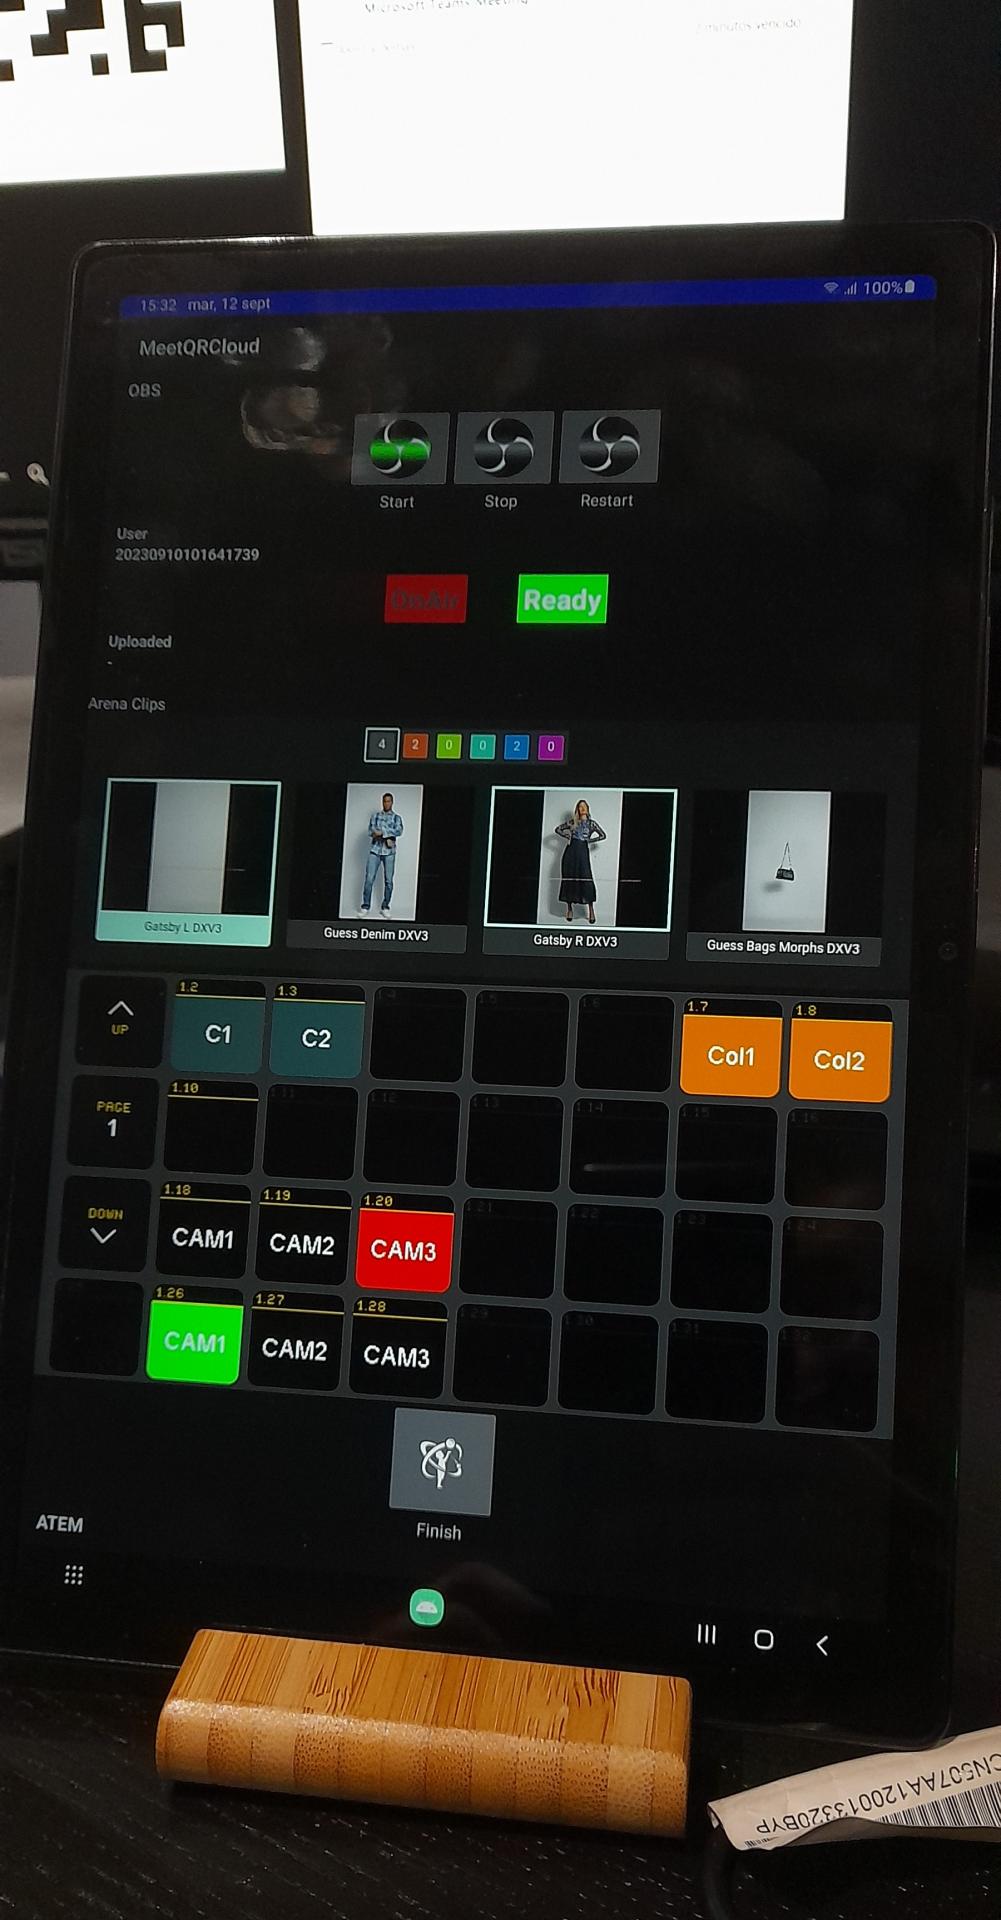 Microsoft Teams Meeting
2 minutos vencido
15:32 mar, 12 sept
100%
MeetQRCloud
OBS
Start Stop Restart
User
20230910101641739
OnAir Ready
Uploaded
-
Arena Clips
4 2 0 0 2 0
Gatsby L DXV3 Guess Denim DXV3 Gatsby R DXV3 Guess Bags Morphs DXV3
UP
1.2 1.3 1.4 1.5 1.6 1.7 1.8
C1 C2 Col1 Col2
PAGE
1
1.10 1.11 1.12 1.13 1.14 1.15 1.16
DOWN
1.18 1.19 1.20 1.21 1.22 1.23 1.24
CAM1 CAM2 CAM3
1.26 1.27 1.28 1.29 1.30 1.31 1.32
CAM1 CAM2 CAM3
Finish
ATEM
CN507AA120013320BYP